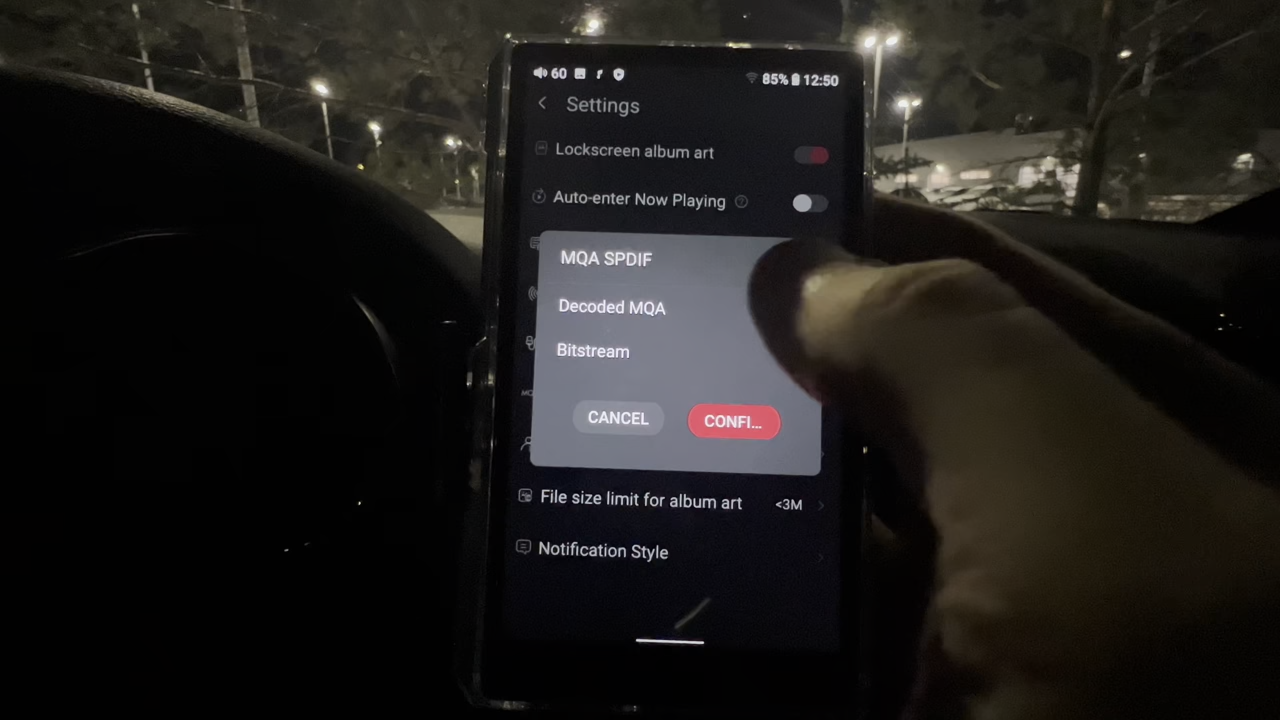 60 85% 12:50
Settings
Lockscreen album art
Auto-enter Now Playing
MQA SPDIF
Decoded MQA
Bitstream
CANCEL CONFI...
File size limit for album art <3M
Notification Style